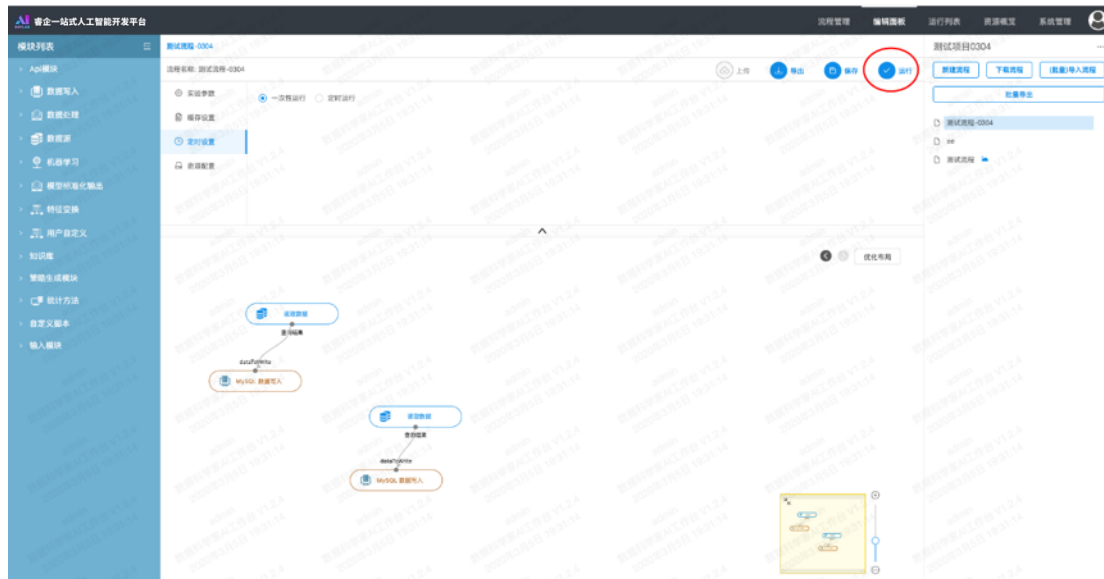 睿企一站式人工智能开发平台
流程管理 编辑面板 运行列表 资源概览 系统管理
模块列表
Api模块
数据写入
数据处理
数据源
机器学习
模型标准化输出
特征变换
用户自定义
知识库
策略生成模块
统计方法
自定义脚本
输入模块
测试流程-0304
流程名称: 测试流程-0304
上传 导出 保存 运行
实验参数
缓存设置
定时设置
资源配置
一次性运行 定时运行
优化布局
读取数据
查询结果
dataToWrite
MySQL 数据写入
读取数据
查询结果
dataToWrite
MySQL 数据写入
测试项目0304
新建流程 下载流程 (批量)导入流程
批量导出
测试流程-0304
测试流程